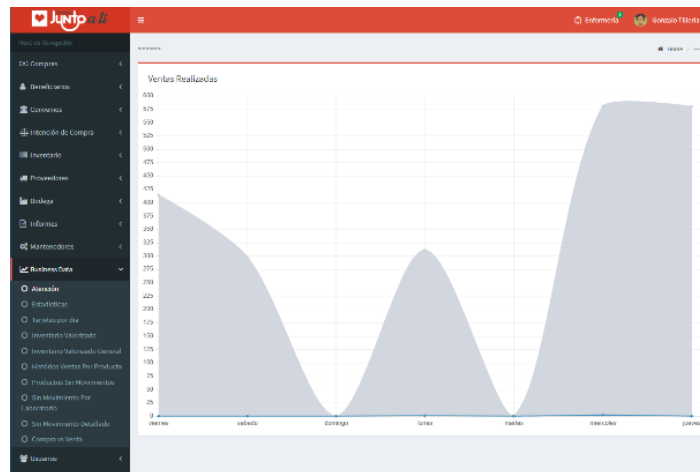 Junto a ti
Enfermería
Gonzalo Tilleria
Menú de Navegación
Compras
Beneficiarios
Convenios
Intención de Compra
Inventario
Proveedores
Bodega
Informes
Mantenedores
Business Data
Atención
Estadísticas
Tarjetas por dia
Inventario Valorizado
Inventario Valorizado General
Histórico Ventas Por Producto
Productos Sin Movimientos
Sin Movimiento Por
Laboratorio
Sin Movimiento Detallado
Compra vs Venta
Usuarios
------
Home
Ventas Realizadas
600
575
550
525
500
475
450
425
400
375
350
325
300
275
250
225
200
175
150
125
100
75
50
25
0
viernes
sabado
domingo
lunes
martes
miercoles
jueves